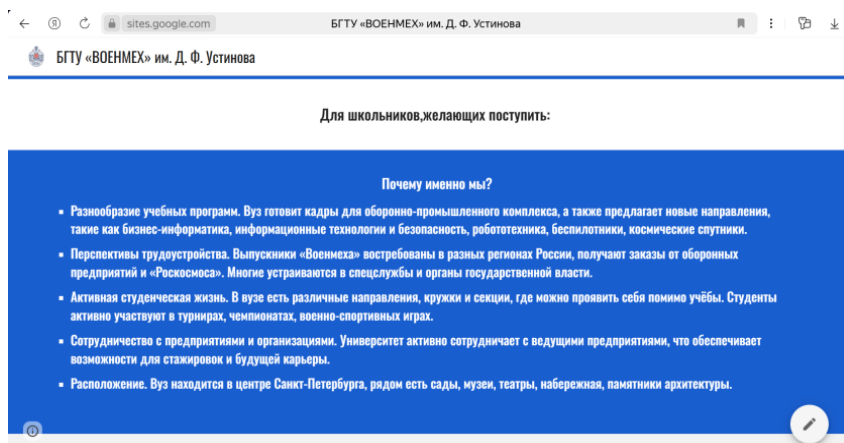 sites.google.com
БГТУ «ВОЕНМЕХ» им. Д. Ф. Устинова
БГТУ «ВОЕНМЕХ» им. Д. Ф. Устинова
Для школьников,желающих поступить:
Почему именно мы?
▪ Разнообразие учебных программ. Вуз готовит кадры для оборонно-промышленного комплекса, а также предлагает новые направления,
такие как бизнес-информатика, информационные технологии и безопасность, робототехника, беспилотники, космические спутники.
▪ Перспективы трудоустройства. Выпускники «Военмеха» востребованы в разных регионах России, получают заказы от оборонных
предприятий и «Роскосмоса». Многие устраиваются в спецслужбы и органы государственной власти.
▪ Активная студенческая жизнь. В вузе есть различные направления, кружки и секции, где можно проявить себя помимо учёбы. Студенты
активно участвуют в турнирах, чемпионатах, военно-спортивных играх.
▪ Сотрудничество с предприятиями и организациями. Университет активно сотрудничает с ведущими предприятиями, что обеспечивает
возможности для стажировок и будущей карьеры.
▪ Расположение. Вуз находится в центре Санкт-Петербурга, рядом есть сады, музеи, театры, набережная, памятники архитектуры.